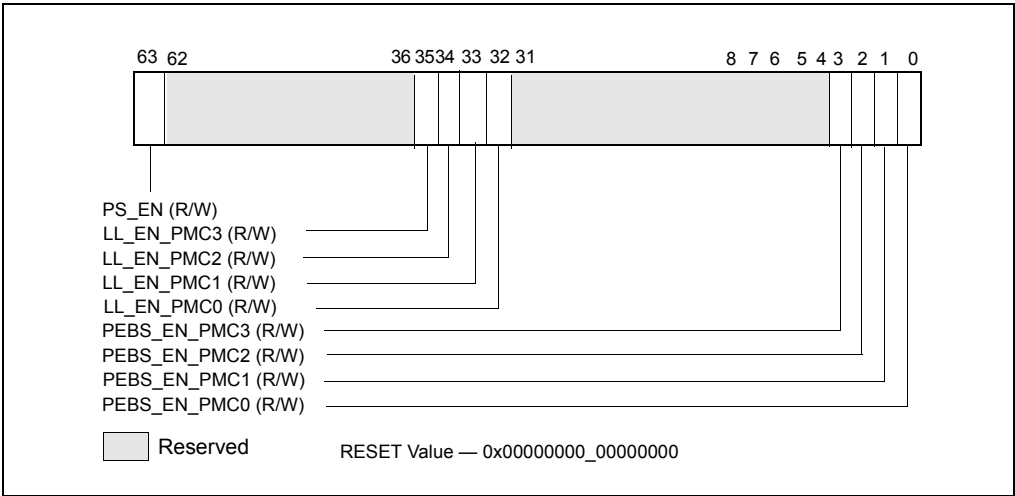 63 62 36 35 34 33 32 31 8 7 6 5 4 3 2 1 0
PS_EN (R/W)
LL_EN_PMC3 (R/W)
LL_EN_PMC2 (R/W)
LL_EN_PMC1 (R/W)
LL_EN_PMC0 (R/W)
PEBS_EN_PMC3 (R/W)
PEBS_EN_PMC2 (R/W)
PEBS_EN_PMC1 (R/W)
PEBS_EN_PMC0 (R/W)
Reserved RESET Value — 0x00000000_00000000